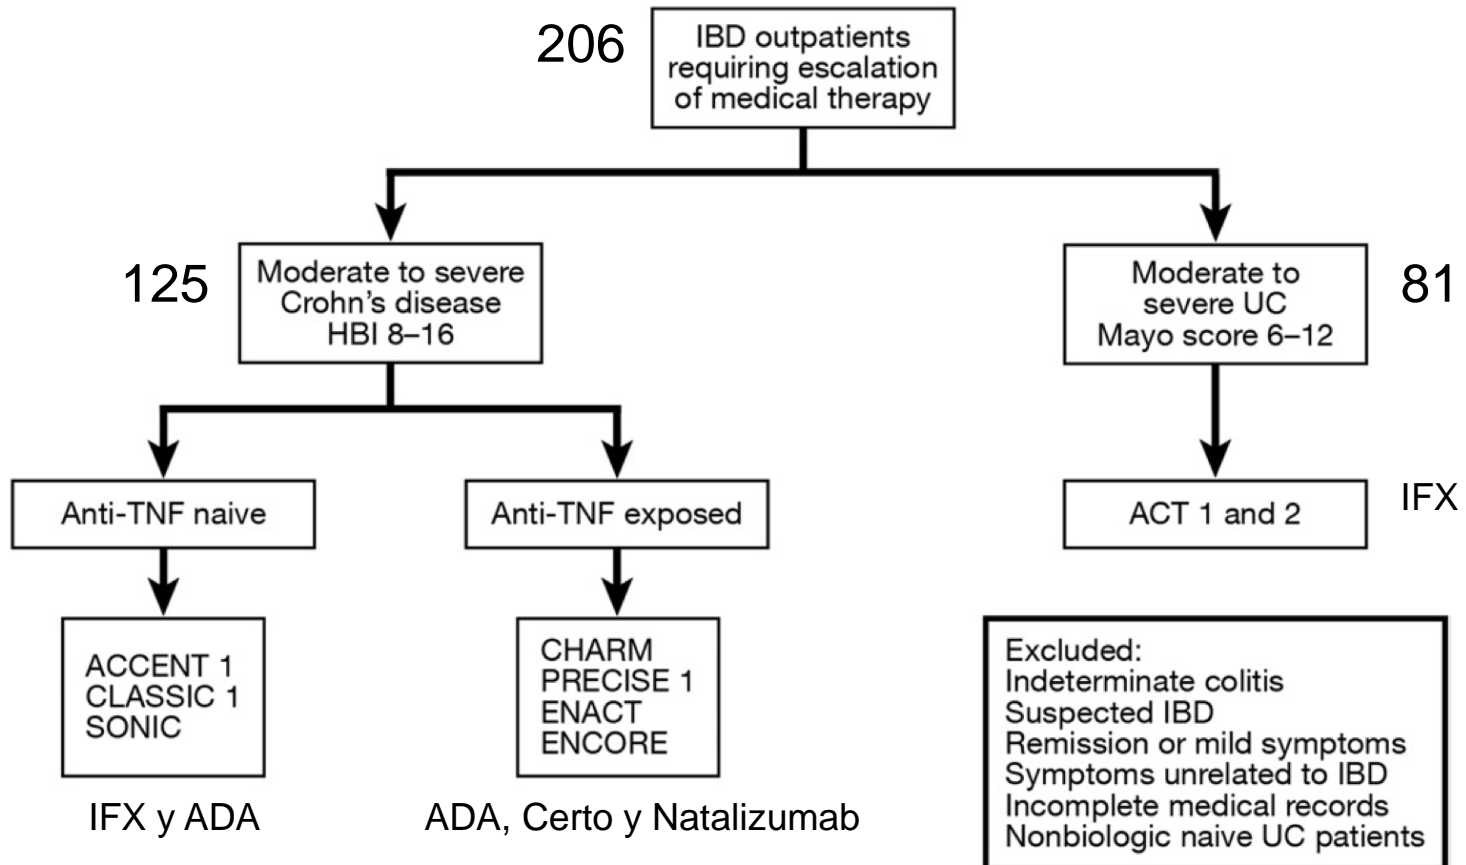 206
IBD outpatients
requiring escalation
of medical therapy
125
Moderate to severe
Crohn's disease
HBI 8–16
Moderate to
severe UC
Mayo score 6–12
81
Anti-TNF naive
Anti-TNF exposed
ACT 1 and 2
IFX
ACCENT 1
CLASSIC 1
SONIC
CHARM
PRECISE 1
ENACT
ENCORE
IFX y ADA
ADA, Certo y Natalizumab
Excluded:
Indeterminate colitis
Suspected IBD
Remission or mild symptoms
Symptoms unrelated to IBD
Incomplete medical records
Nonbiologic naive UC patients